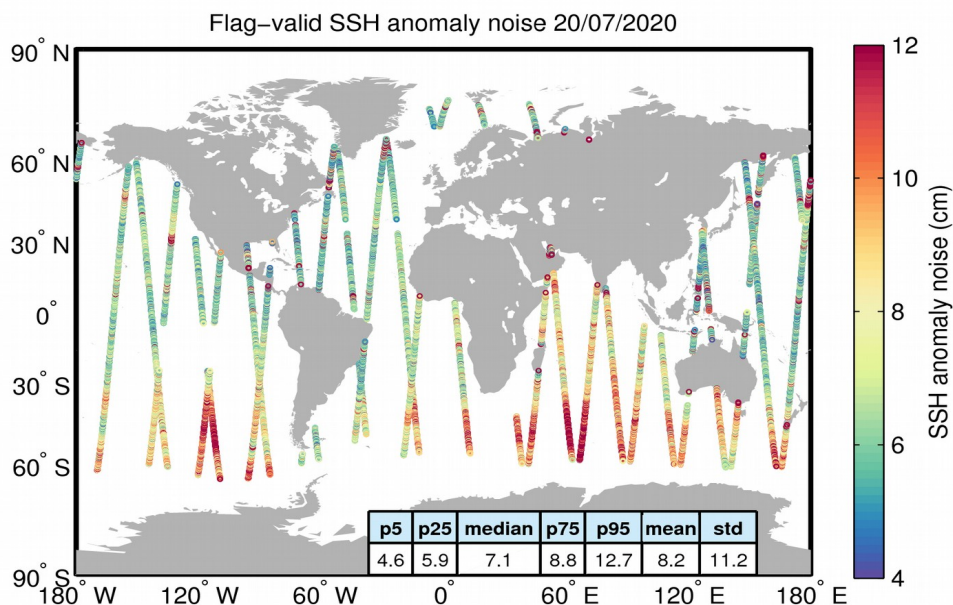 Flag-valid SSH anomaly noise 20/07/2020
90° N
60° N
30° N
0°
30° S
60° S
90° S
180° W
120° W
60° W
0°
60° E
120° E
180° E
p5 p25 median p75 p95 mean std
4.6 5.9 7.1 8.8 12.7 8.2 11.2
12
10
8
6
4
SSH anomaly noise (cm)